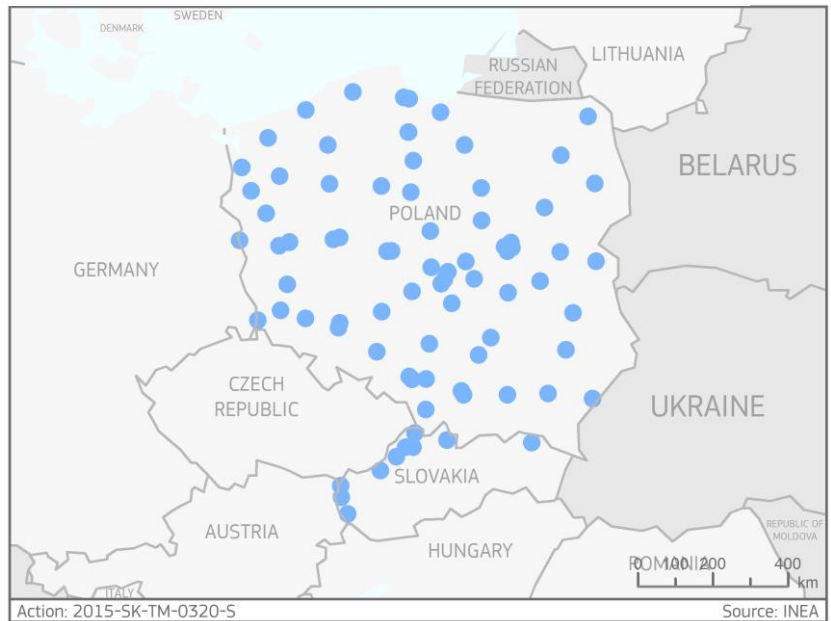 SWEDEN
DENMARK
LITHUANIA
RUSSIAN
FEDERATION
BELARUS
POLAND
GERMANY
CZECH
REPUBLIC
UKRAINE
SLOVAKIA
AUSTRIA
REPUBLIC OF
MOLDOVA
HUNGARY
ROMANIA
0 100 200 400
km
ITALY
Action: 2015-SK-TM-0320-S
Source: INEA